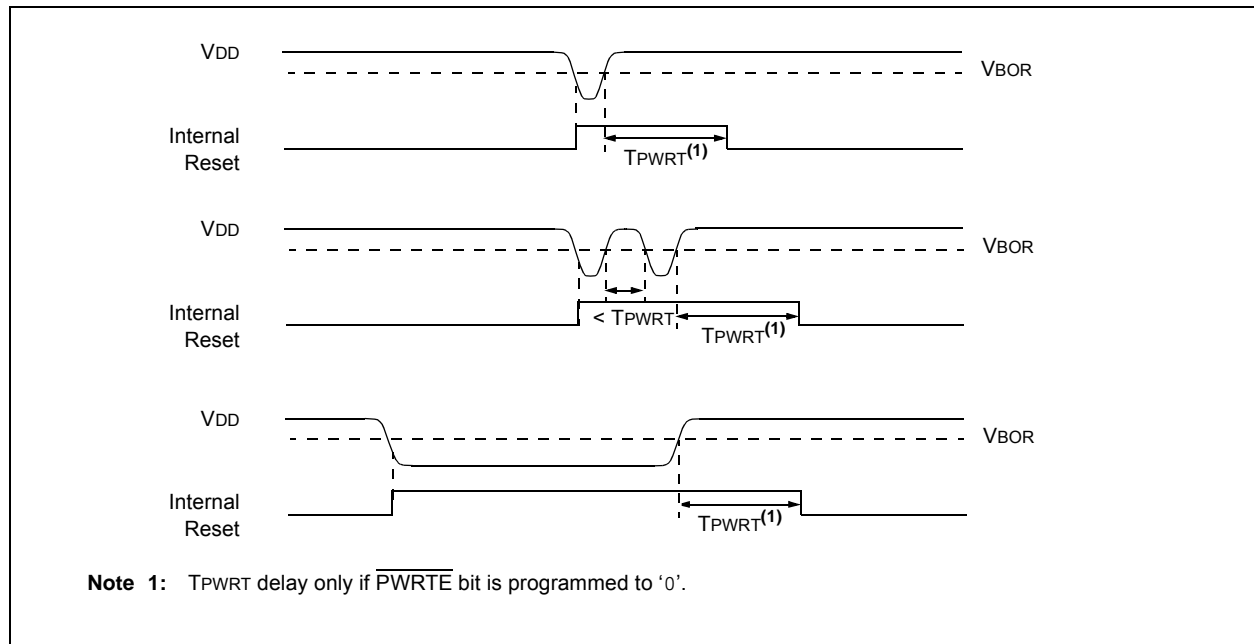 VDD
VBOR
Internal
Reset
TPWRT(1)
VDD
VBOR
Internal
Reset
< TPWRT
TPWRT(1)
VDD
VBOR
Internal
Reset
TPWRT(1)
Note 1: TPWRT delay only if PWRTE bit is programmed to ‘0’.